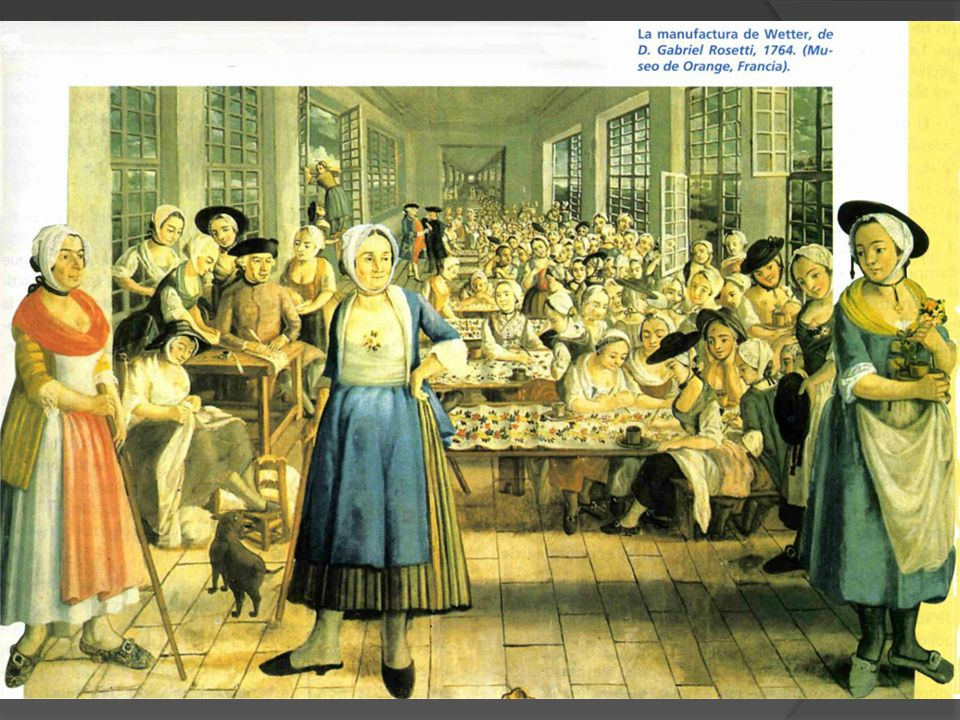 La manufactura de Wetter, de
D. Gabriel Rosetti, 1764. (Mu-
seo de Orange, Francia).